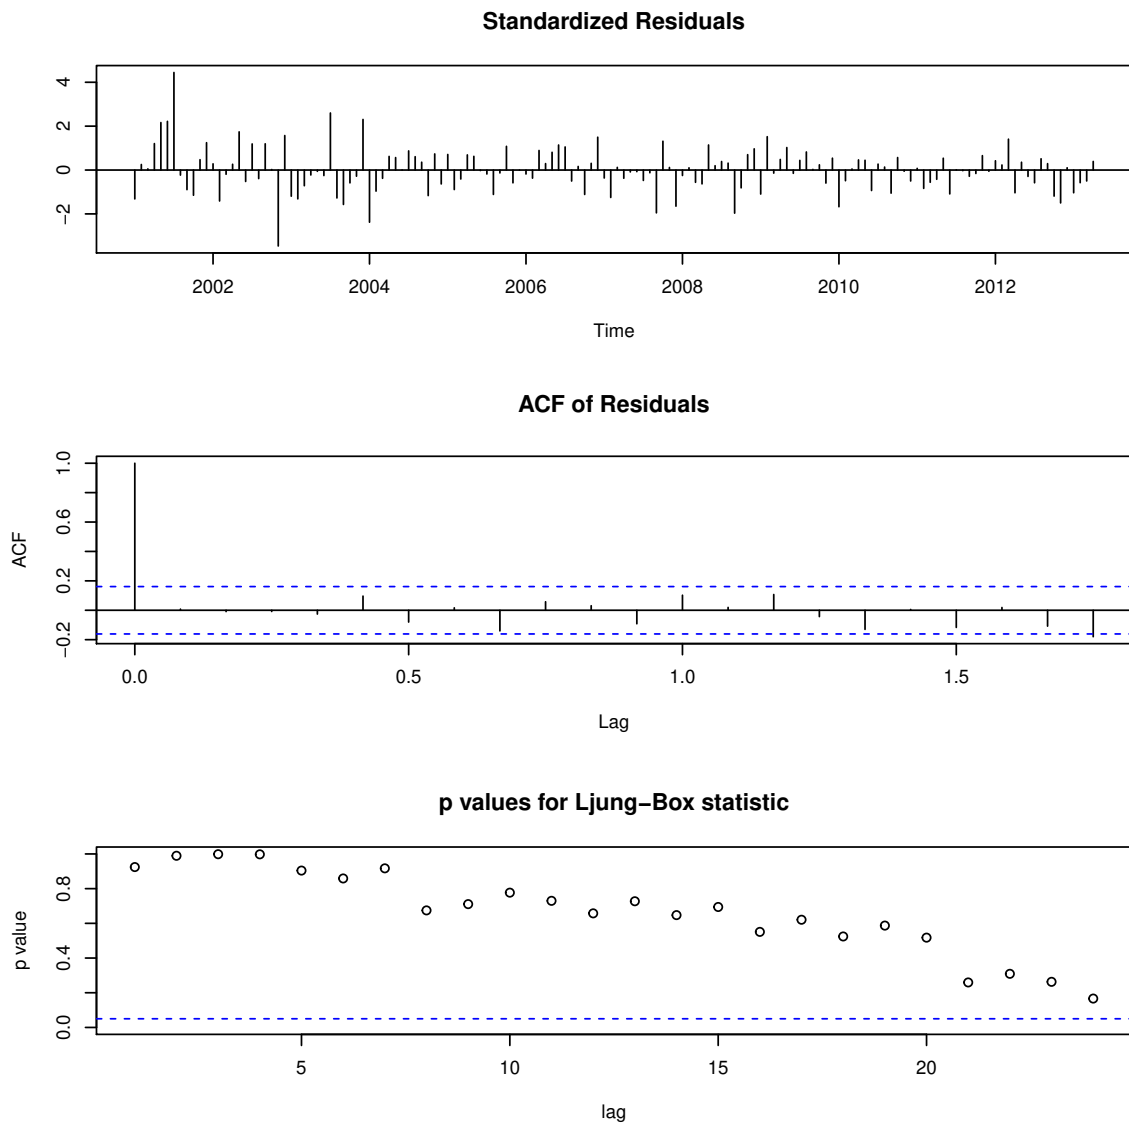 Standardized Residuals
4
2
0
−2
2002 2004 2006 2008 2010 2012
Time
ACF of Residuals
1.0
0.6
0.2
−0.2
ACF
0.0 0.5 1.0 1.5
Lag
p values for Ljung−Box statistic
0.8
0.4
0.0
p value
5 10 15 20
lag